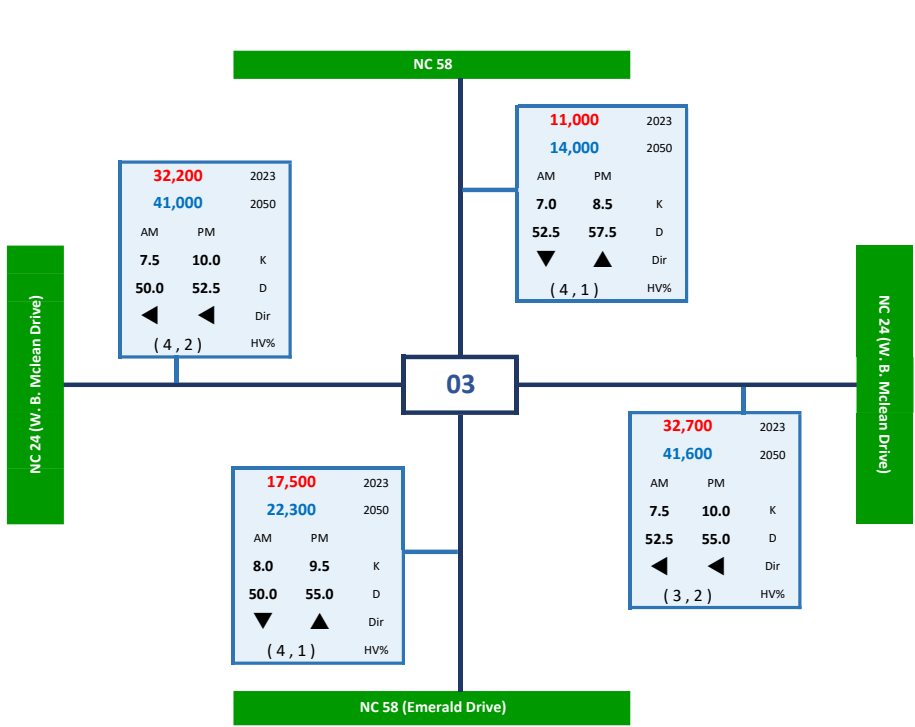 NC 58
11,000 2023
14,000 2050
AM PM
7.0 8.5 K
52.5 57.5 D
Dir
( 4 , 1 ) HV%
32,200 2023
41,000 2050
AM PM
7.5 10.0 K
50.0 52.5 D
Dir
( 4 , 2 ) HV%
NC 24 (W. B. Mclean Drive)
03
NC 24 (W. B. Mclean Drive)
32,700 2023
41,600 2050
AM PM
7.5 10.0 K
52.5 55.0 D
Dir
( 3 , 2 ) HV%
17,500 2023
22,300 2050
AM PM
8.0 9.5 K
50.0 55.0 D
Dir
( 4 , 1 ) HV%
NC 58 (Emerald Drive)